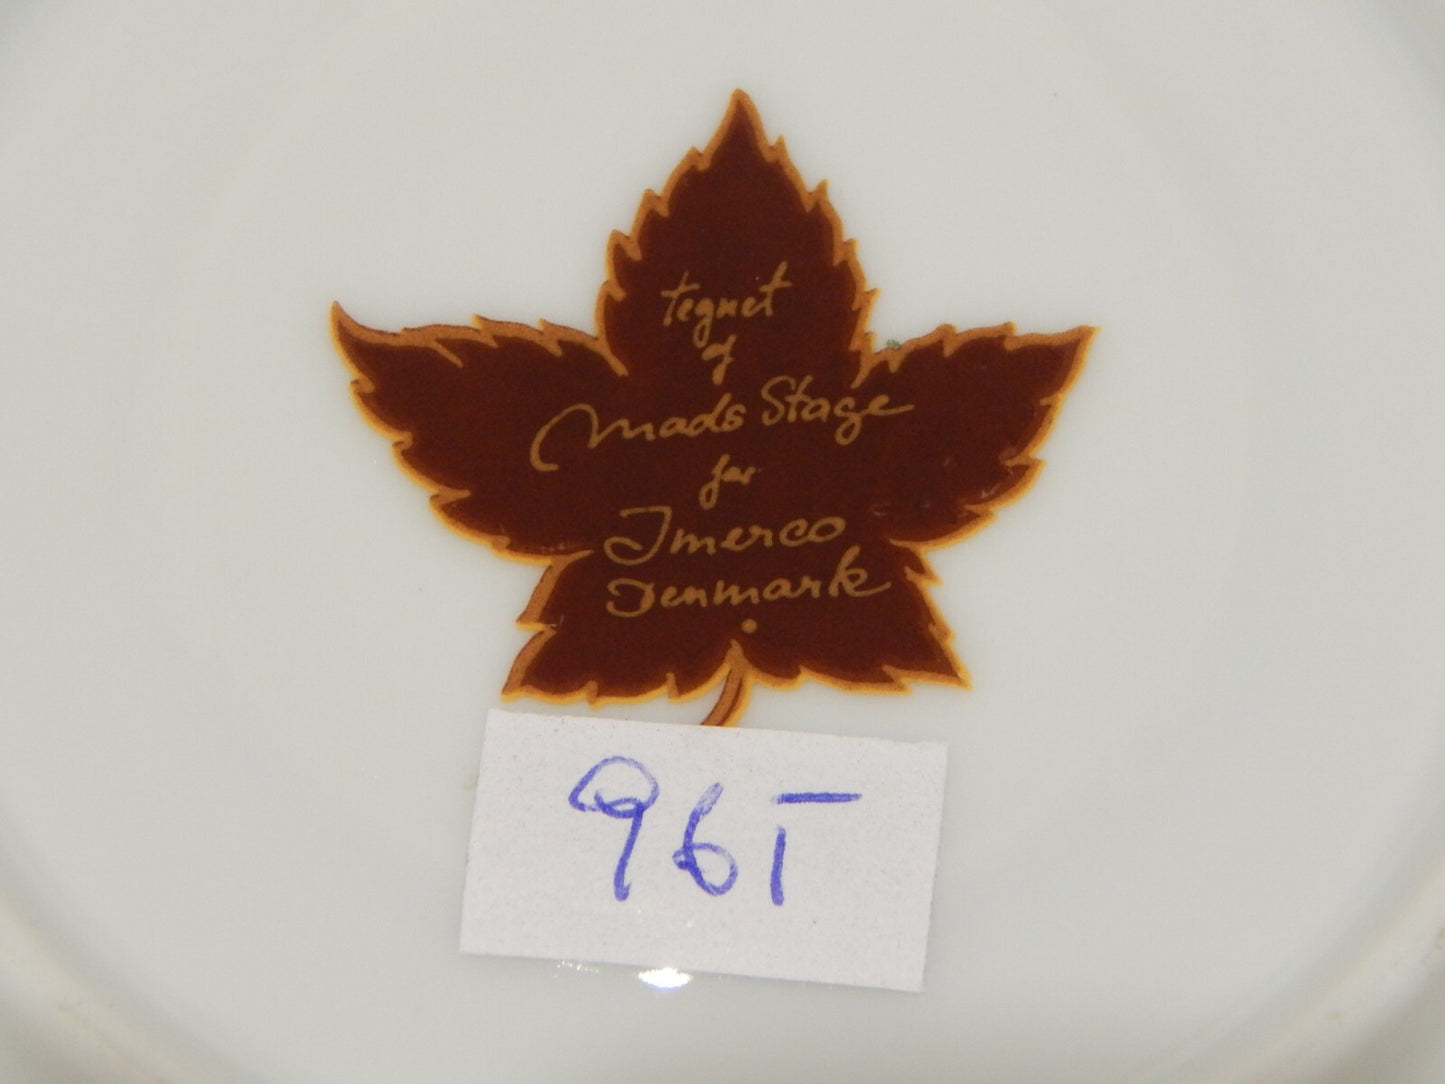 tegnet
af
Mads Stage
for
Imerco
Denmark
96T